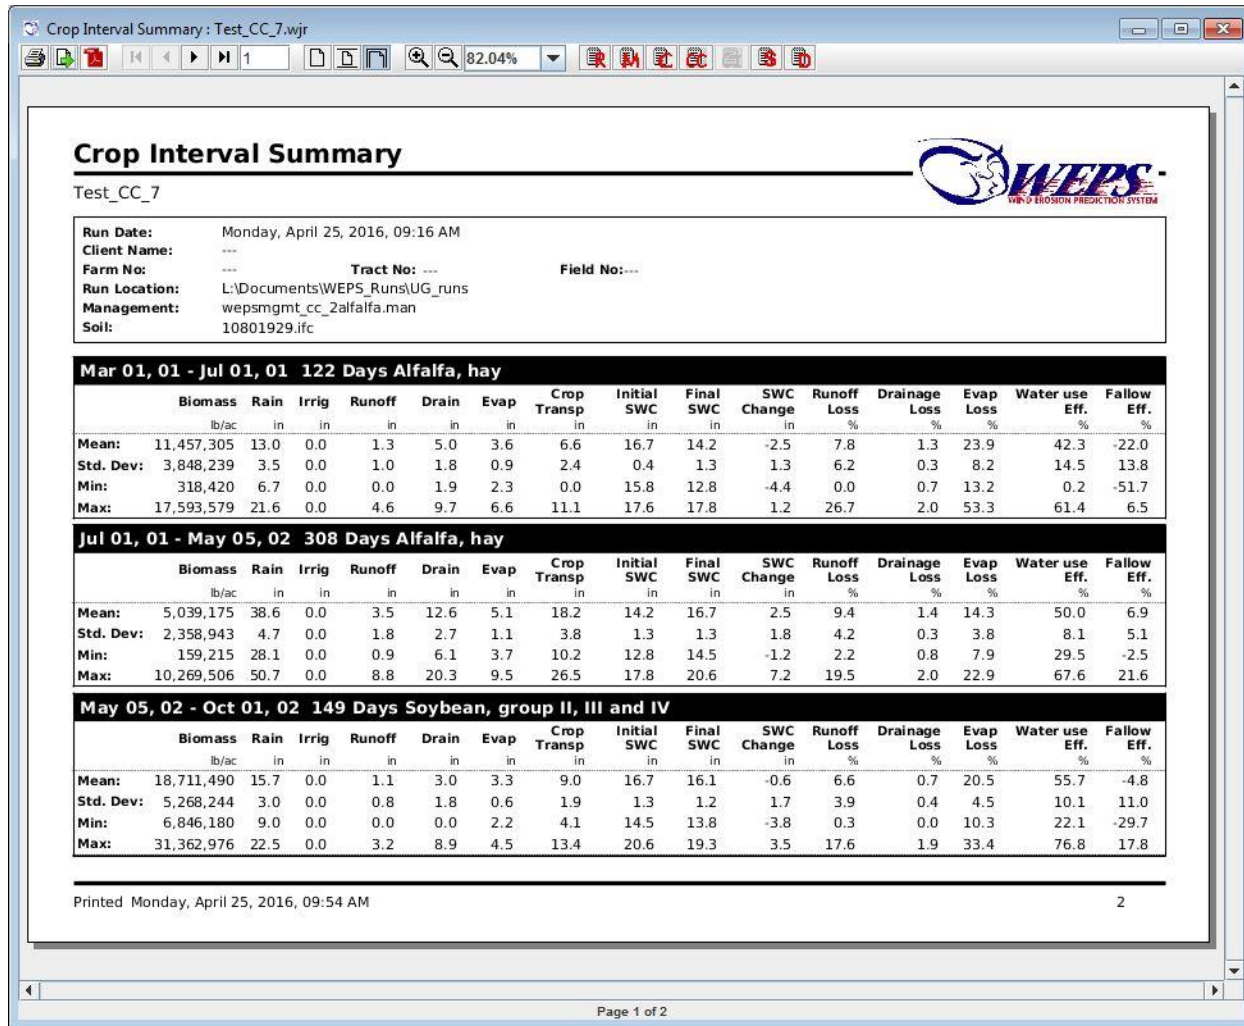 Crop Interval Summary : Test_CC_7.wjr
1 82.04% R M C CC S D
Crop Interval Summary
WEPS
WIND EROSION PREDICTION SYSTEM
Test_CC_7
Run Date: Monday, April 25, 2016, 09:16 AM
Client Name: ---
Farm No: --- Tract No: --- Field No:---
Run Location: L:\Documents\WEPS_Runs\UG_runs
Management: wepsmgmt_cc_2alfalfa.man
Soil: 10801929.ifc
Mar 01, 01 - Jul 01, 01 122 Days Alfalfa, hay
Biomass Rain Irrig Runoff Drain Evap Crop Transp Initial SWC Final SWC SWC Change Runoff Loss Drainage Loss Evap Loss Water use Eff. Fallow Eff.
lb/ac in in in in in in in in in % % % % %
Mean: 11,457,305 13.0 0.0 1.3 5.0 3.6 6.6 16.7 14.2 -2.5 7.8 1.3 23.9 42.3 -22.0
Std. Dev: 3,848,239 3.5 0.0 1.0 1.8 0.9 2.4 0.4 1.3 1.3 6.2 0.3 8.2 14.5 13.8
Min: 318,420 6.7 0.0 0.0 1.9 2.3 0.0 15.8 12.8 -4.4 0.0 0.7 13.2 0.2 -51.7
Max: 17,593,579 21.6 0.0 4.6 9.7 6.6 11.1 17.6 17.8 1.2 26.7 2.0 53.3 61.4 6.5
Jul 01, 01 - May 05, 02 308 Days Alfalfa, hay
Biomass Rain Irrig Runoff Drain Evap Crop Transp Initial SWC Final SWC SWC Change Runoff Loss Drainage Loss Evap Loss Water use Eff. Fallow Eff.
lb/ac in in in in in in in in in % % % % %
Mean: 5,039,175 38.6 0.0 3.5 12.6 5.1 18.2 14.2 16.7 2.5 9.4 1.4 14.3 50.0 6.9
Std. Dev: 2,358,943 4.7 0.0 1.8 2.7 1.1 3.8 1.3 1.3 1.8 4.2 0.3 3.8 8.1 5.1
Min: 159,215 28.1 0.0 0.9 6.1 3.7 10.2 12.8 14.5 -1.2 2.2 0.8 7.9 29.5 -2.5
Max: 10,269,506 50.7 0.0 8.8 20.3 9.5 26.5 17.8 20.6 7.2 19.5 2.0 22.9 67.6 21.6
May 05, 02 - Oct 01, 02 149 Days Soybean, group II, III and IV
Biomass Rain Irrig Runoff Drain Evap Crop Transp Initial SWC Final SWC SWC Change Runoff Loss Drainage Loss Evap Loss Water use Eff. Fallow Eff.
lb/ac in in in in in in in in in % % % % %
Mean: 18,711,490 15.7 0.0 1.1 3.0 3.3 9.0 16.7 16.1 -0.6 6.6 0.7 20.5 55.7 -4.8
Std. Dev: 5,268,244 3.0 0.0 0.8 1.8 0.6 1.9 1.3 1.2 1.7 3.9 0.4 4.5 10.1 11.0
Min: 6,846,180 9.0 0.0 0.0 0.0 2.2 4.1 14.5 13.8 -3.8 0.3 0.0 10.3 22.1 -29.7
Max: 31,362,976 22.5 0.0 3.2 8.9 4.5 13.4 20.6 19.3 3.5 17.6 1.9 33.4 76.8 17.8
Printed Monday, April 25, 2016, 09:54 AM 2
Page 1 of 2